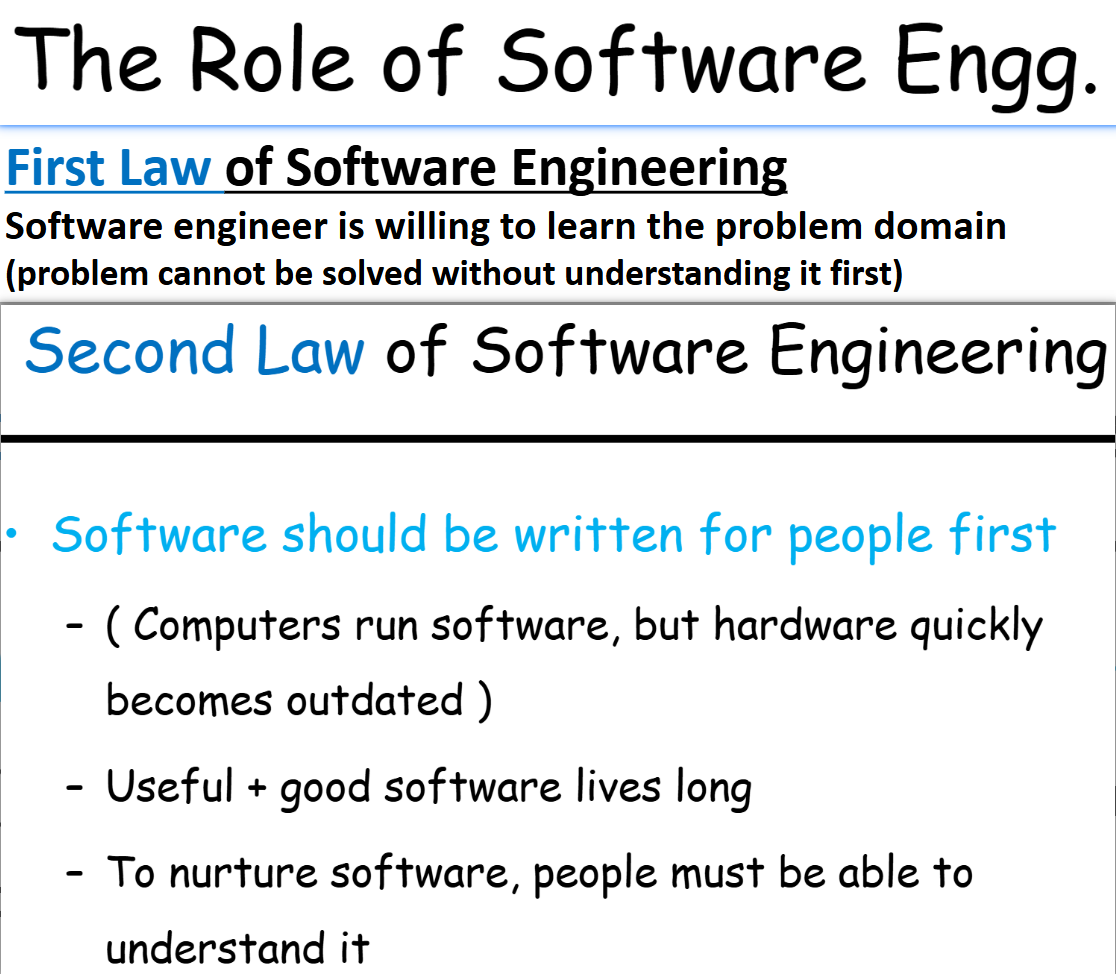 The Role of Software Engg.
First Law of Software Engineering
Software engineer is willing to learn the problem domain
(problem cannot be solved without understanding it first)
Second Law of Software Engineering
• Software should be written for people first
– ( Computers run software, but hardware quickly
becomes outdated )
– Useful + good software lives long
– To nurture software, people must be able to
understand it